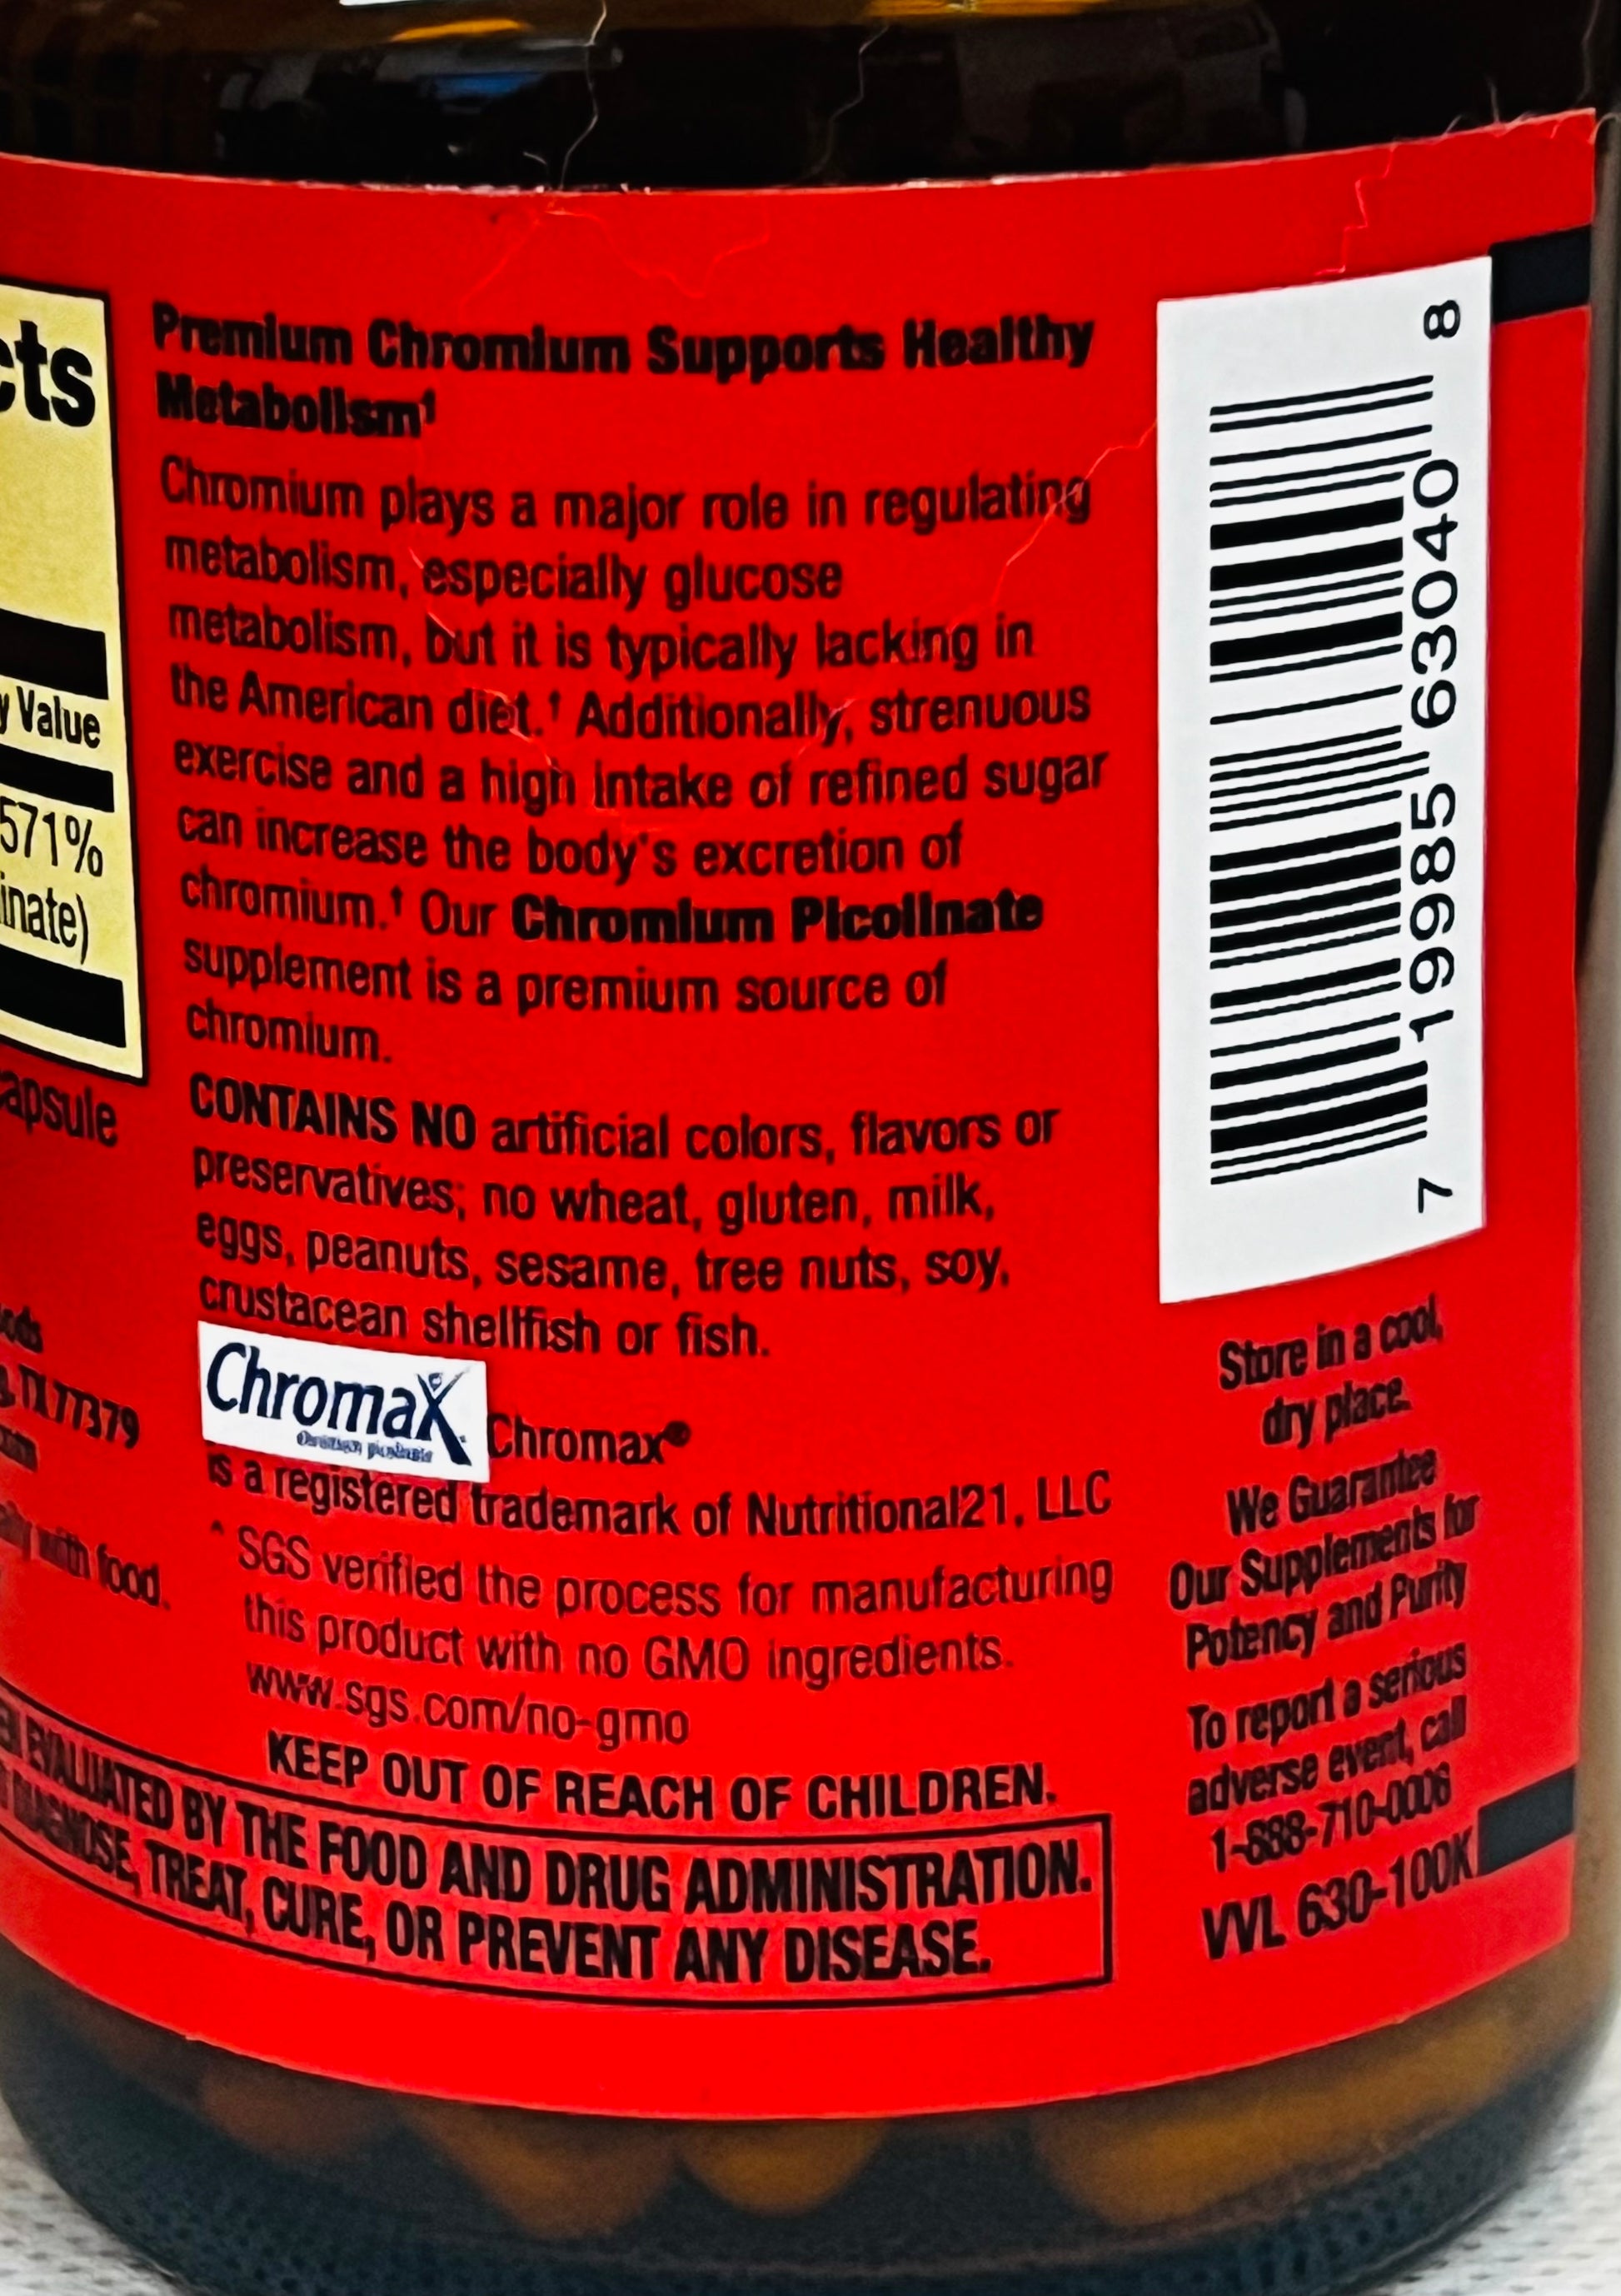 cts
y Value
571%
inate)
apsule
TX 77379
with food.
Premium Chromium Supports Healthy
Metabolism†
Chromium plays a major role in regulating
metabolism, especially glucose
metabolism, but it is typically lacking in
the American diet.† Additionally, strenuous
exercise and a high intake of refined sugar
can increase the body's excretion of
chromium.† Our Chromium Picolinate
supplement is a premium source of
chromium.
CONTAINS NO artificial colors, flavors or
preservatives; no wheat, gluten, milk,
eggs, peanuts, sesame, tree nuts, soy,
crustacean shellfish or fish.
ChromaX
Chromax®
is a registered trademark of Nutritional21, LLC
^ SGS verified the process for manufacturing
this product with no GMO ingredients.
www.sgs.com/no-gmo
KEEP OUT OF REACH OF CHILDREN.
EVALUATED BY THE FOOD AND DRUG ADMINISTRATION.
DIAGNOSE, TREAT, CURE, OR PREVENT ANY DISEASE.
7 19985 63040 8
Store in a cool,
dry place.
We Guarantee
Our Supplements for
Potency and Purity
To report a serious
adverse event, call
1-888-710-0006
VVL 630-100K